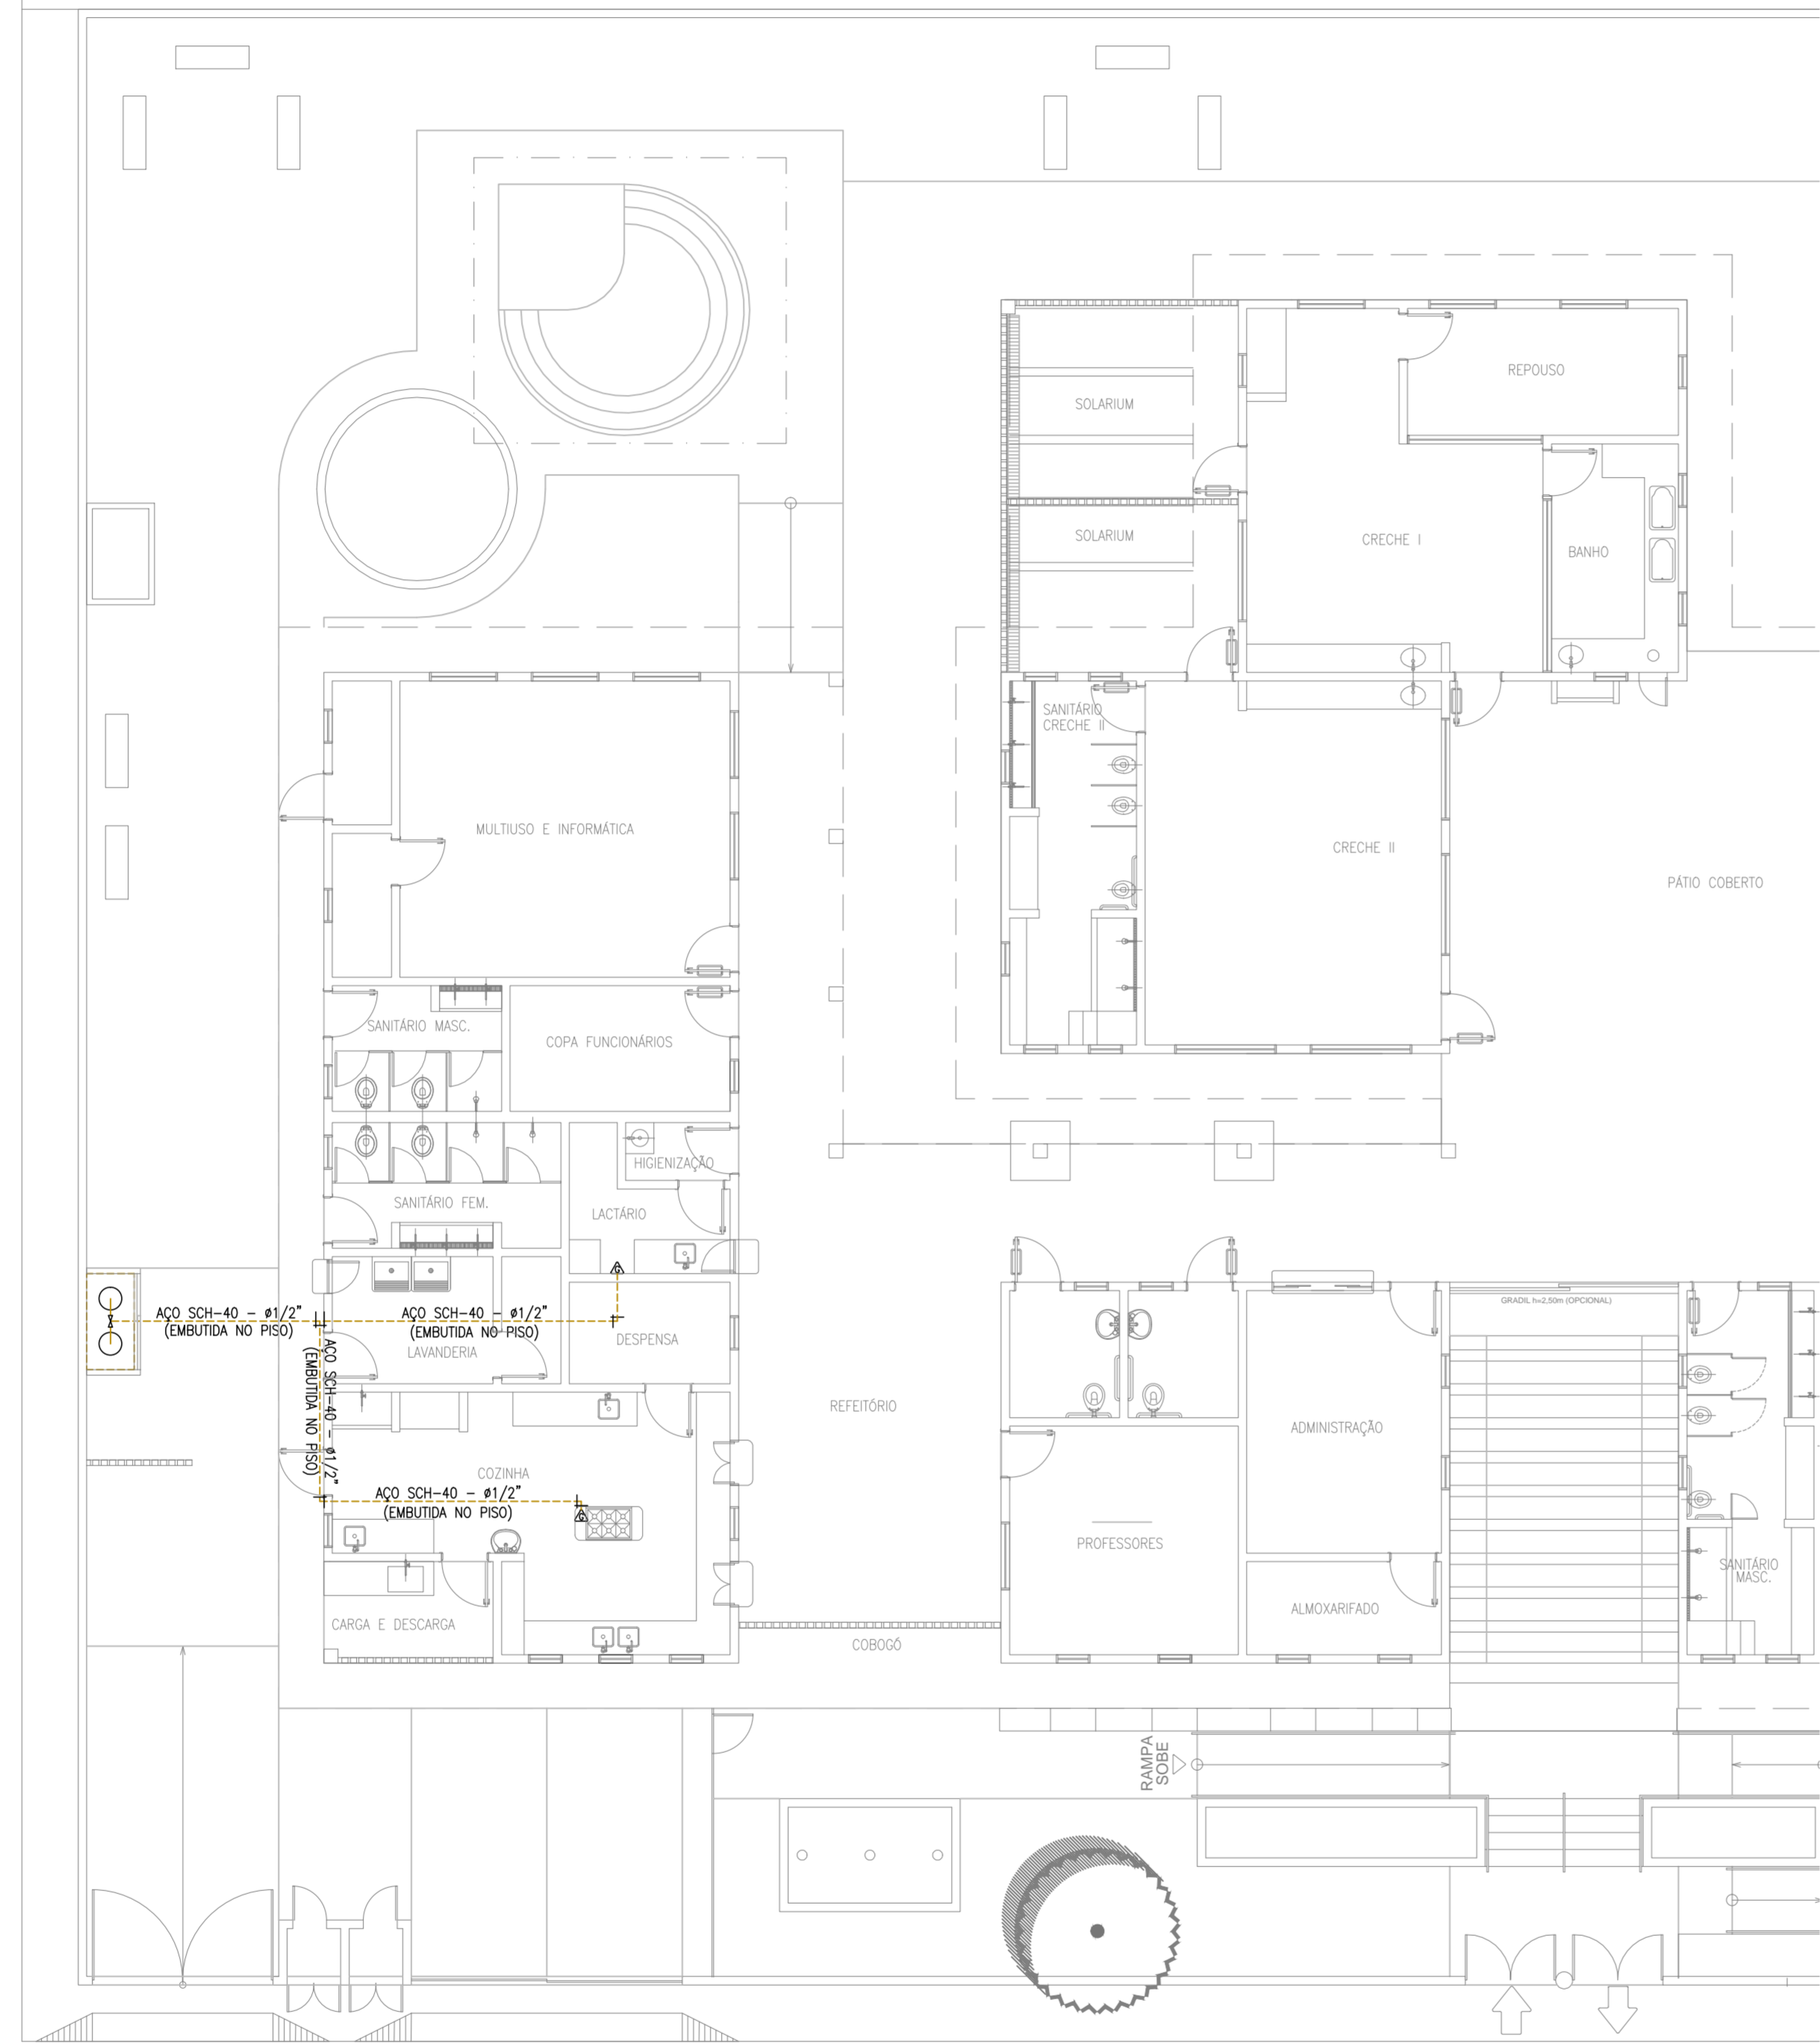 REPOUSO
SOLARIUM
SOLARIUM
CRECHE I
BANHO
SANITÁRIO
CRECHE II
MULTIUSO E INFORMÁTICA
CRECHE II
PÁTIO COBERTO
SANITÁRIO MASC.
COPA FUNCIONÁRIOS
HIGIENIZAÇÃO
SANITÁRIO FEM.
LACTÁRIO
G
GRADIL h=2,50m (OPCIONAL)
AÇO SCH-40 - ø1/2"
(EMBUTIDA NO PISO)
AÇO SCH-40 - ø1/2"
(EMBUTIDA NO PISO)
DESPENSA
LAVANDERIA
AÇO SCH-40 - ø1/2"
(EMBUTIDA NO PISO)
REFEITÓRIO
ADMINISTRAÇÃO
COZINHA
AÇO SCH-40 - ø1/2"
(EMBUTIDA NO PISO)
G
PROFESSORES
SANITÁRIO
MASC.
ALMOXARIFADO
CARGA E DESCARGA
COBOGÓ
RAMPA
SOBE